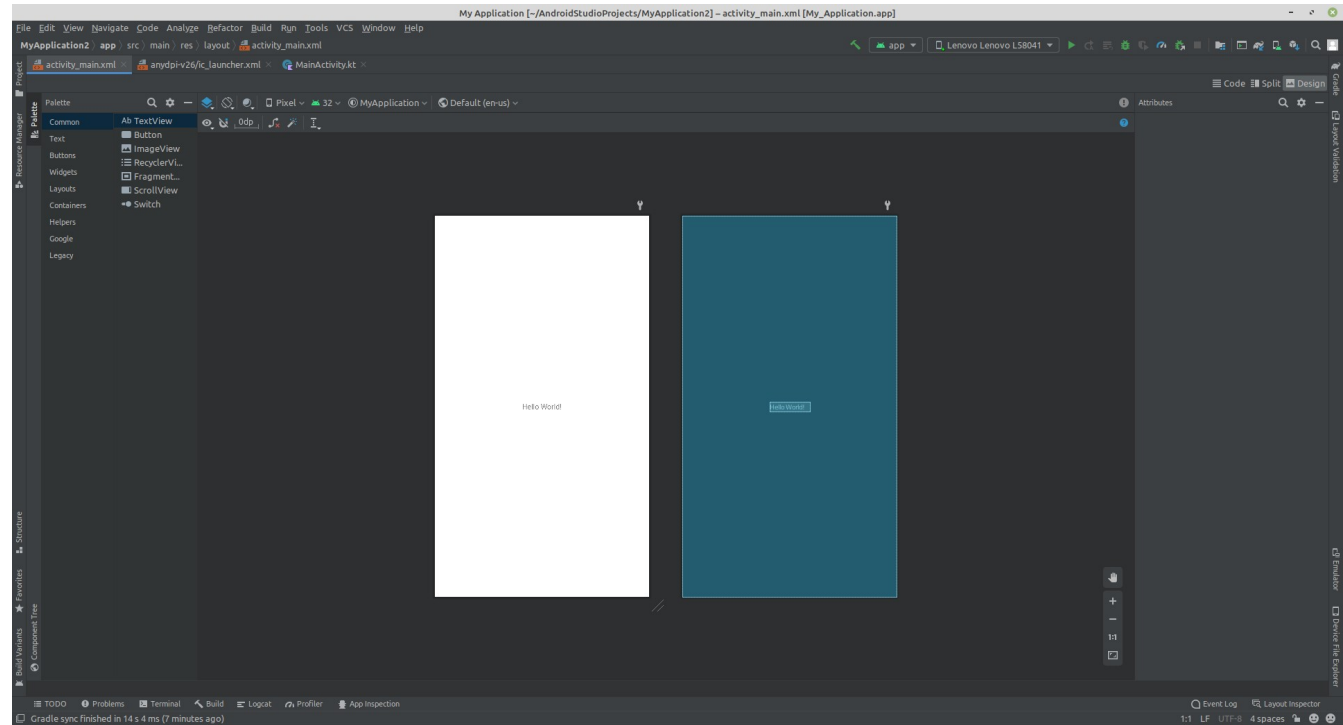 My Application [~/AndroidStudioProjects/MyApplication2] – activity_main.xml [My_Application.app]
File Edit View Navigate Code Analyze Refactor Build Run Tools VCS Window Help
MyApplication2 app src main res layout activity_main.xml
app
Lenovo Lenovo L58041
activity_main.xml
anydpi-v26/ic_launcher.xml
MainActivity.kt
Code Split Design
Palette
Pixel 32 MyApplication Default (en-us)
Attributes
0dp
Common
Text
Buttons
Widgets
Layouts
Containers
Helpers
Google
Legacy
Ab TextView
Button
ImageView
RecyclerVi...
Fragment...
ScrollView
Switch
Hello World!
Hello World!
1:1
Project
Resource Manager
Structure
Favorites
Build Variants
Palette
Component Tree
Gradle
Layout Validation
Emulator
Device File Explorer
TODO Problems Terminal Build Logcat Profiler App Inspection
Event Log Layout Inspector
Gradle sync finished in 14 s 4 ms (7 minutes ago)
1:1 LF UTF-8 4 spaces